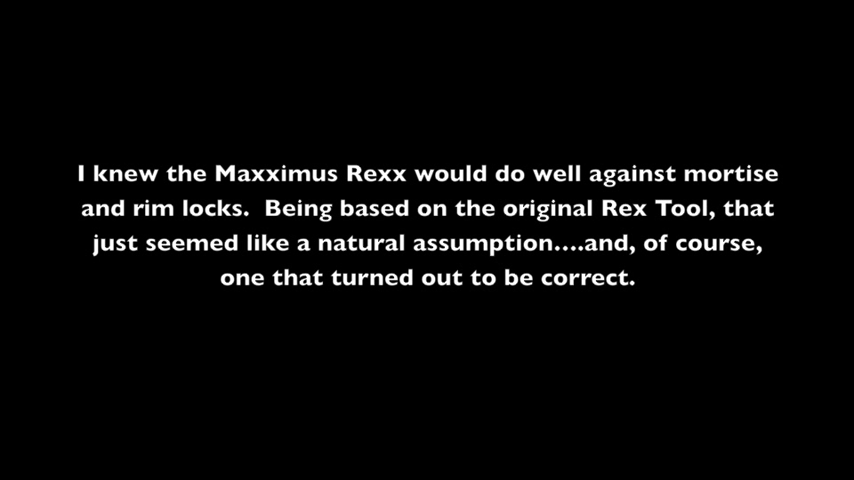 I knew the Maxximus Rexx would do well against mortise
and rim locks.  Being based on the original Rex Tool, that
just seemed like a natural assumption....and, of course,
one that turned out to be correct.